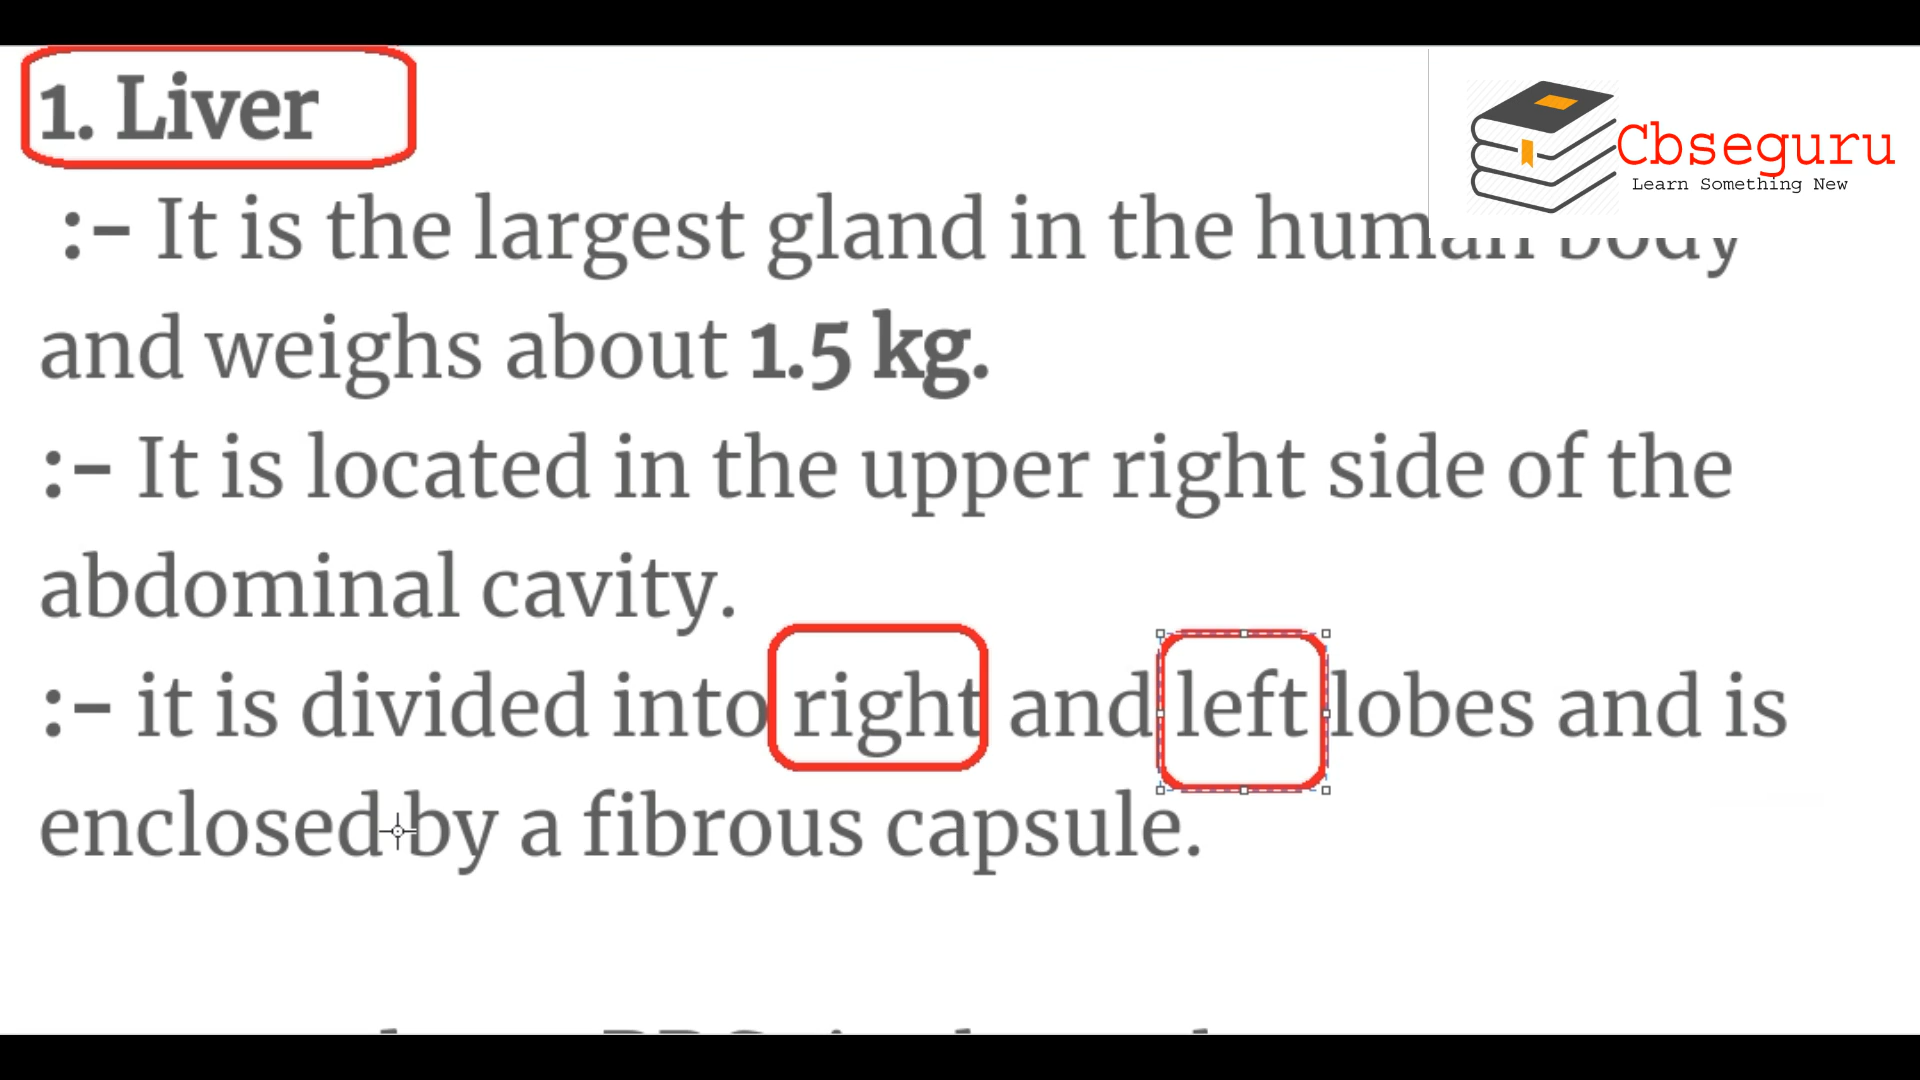 1. Liver
Cbseguru
Learn Something New
:- It is the largest gland in the human body
and weighs about 1.5 kg.
:- It is located in the upper right side of the
abdominal cavity.
:- it is divided into right and left lobes and is
enclosed by a fibrous capsule.